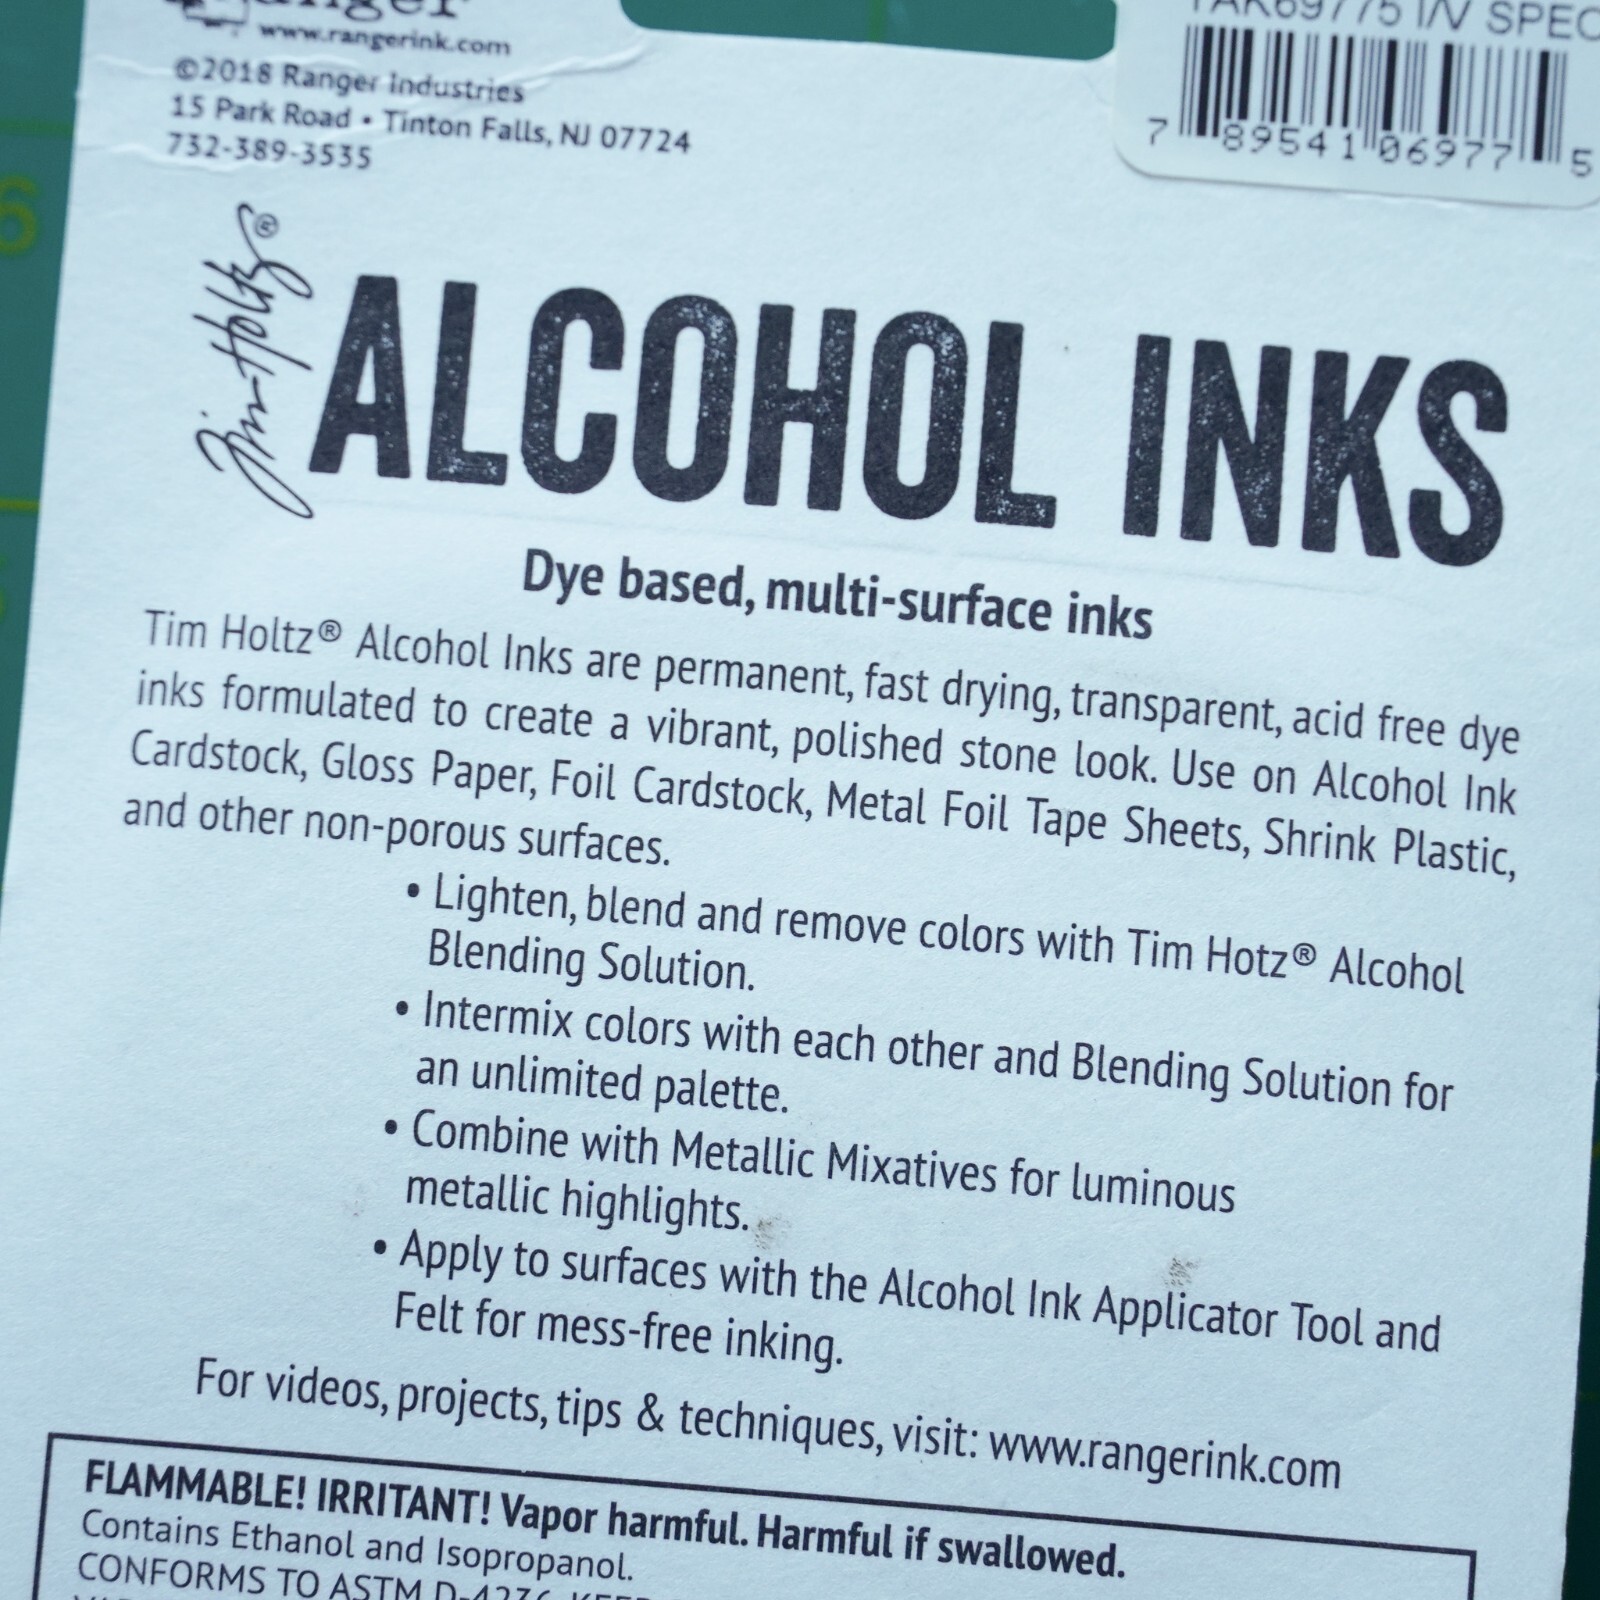 www.rangerink.com
©2018 Ranger Industries
15 Park Road • Tinton Falls, NJ 07724
732-389-3535
7 89541 06977 5
Tim Holtz®
ALCOHOL INKS
Dye based, multi-surface inks
Tim Holtz® Alcohol Inks are permanent, fast drying, transparent, acid free dye
inks formulated to create a vibrant, polished stone look. Use on Alcohol Ink
Cardstock, Gloss Paper, Foil Cardstock, Metal Foil Tape Sheets, Shrink Plastic,
and other non-porous surfaces.
• Lighten, blend and remove colors with Tim Hotz® Alcohol
Blending Solution.
• Intermix colors with each other and Blending Solution for
an unlimited palette.
• Combine with Metallic Mixatives for luminous
metallic highlights.
• Apply to surfaces with the Alcohol Ink Applicator Tool and
Felt for mess-free inking.
For videos, projects, tips & techniques, visit: www.rangerink.com
FLAMMABLE! IRRITANT! Vapor harmful. Harmful if swallowed.
Contains Ethanol and Isopropanol.
CONFORMS TO ASTM D-4236.